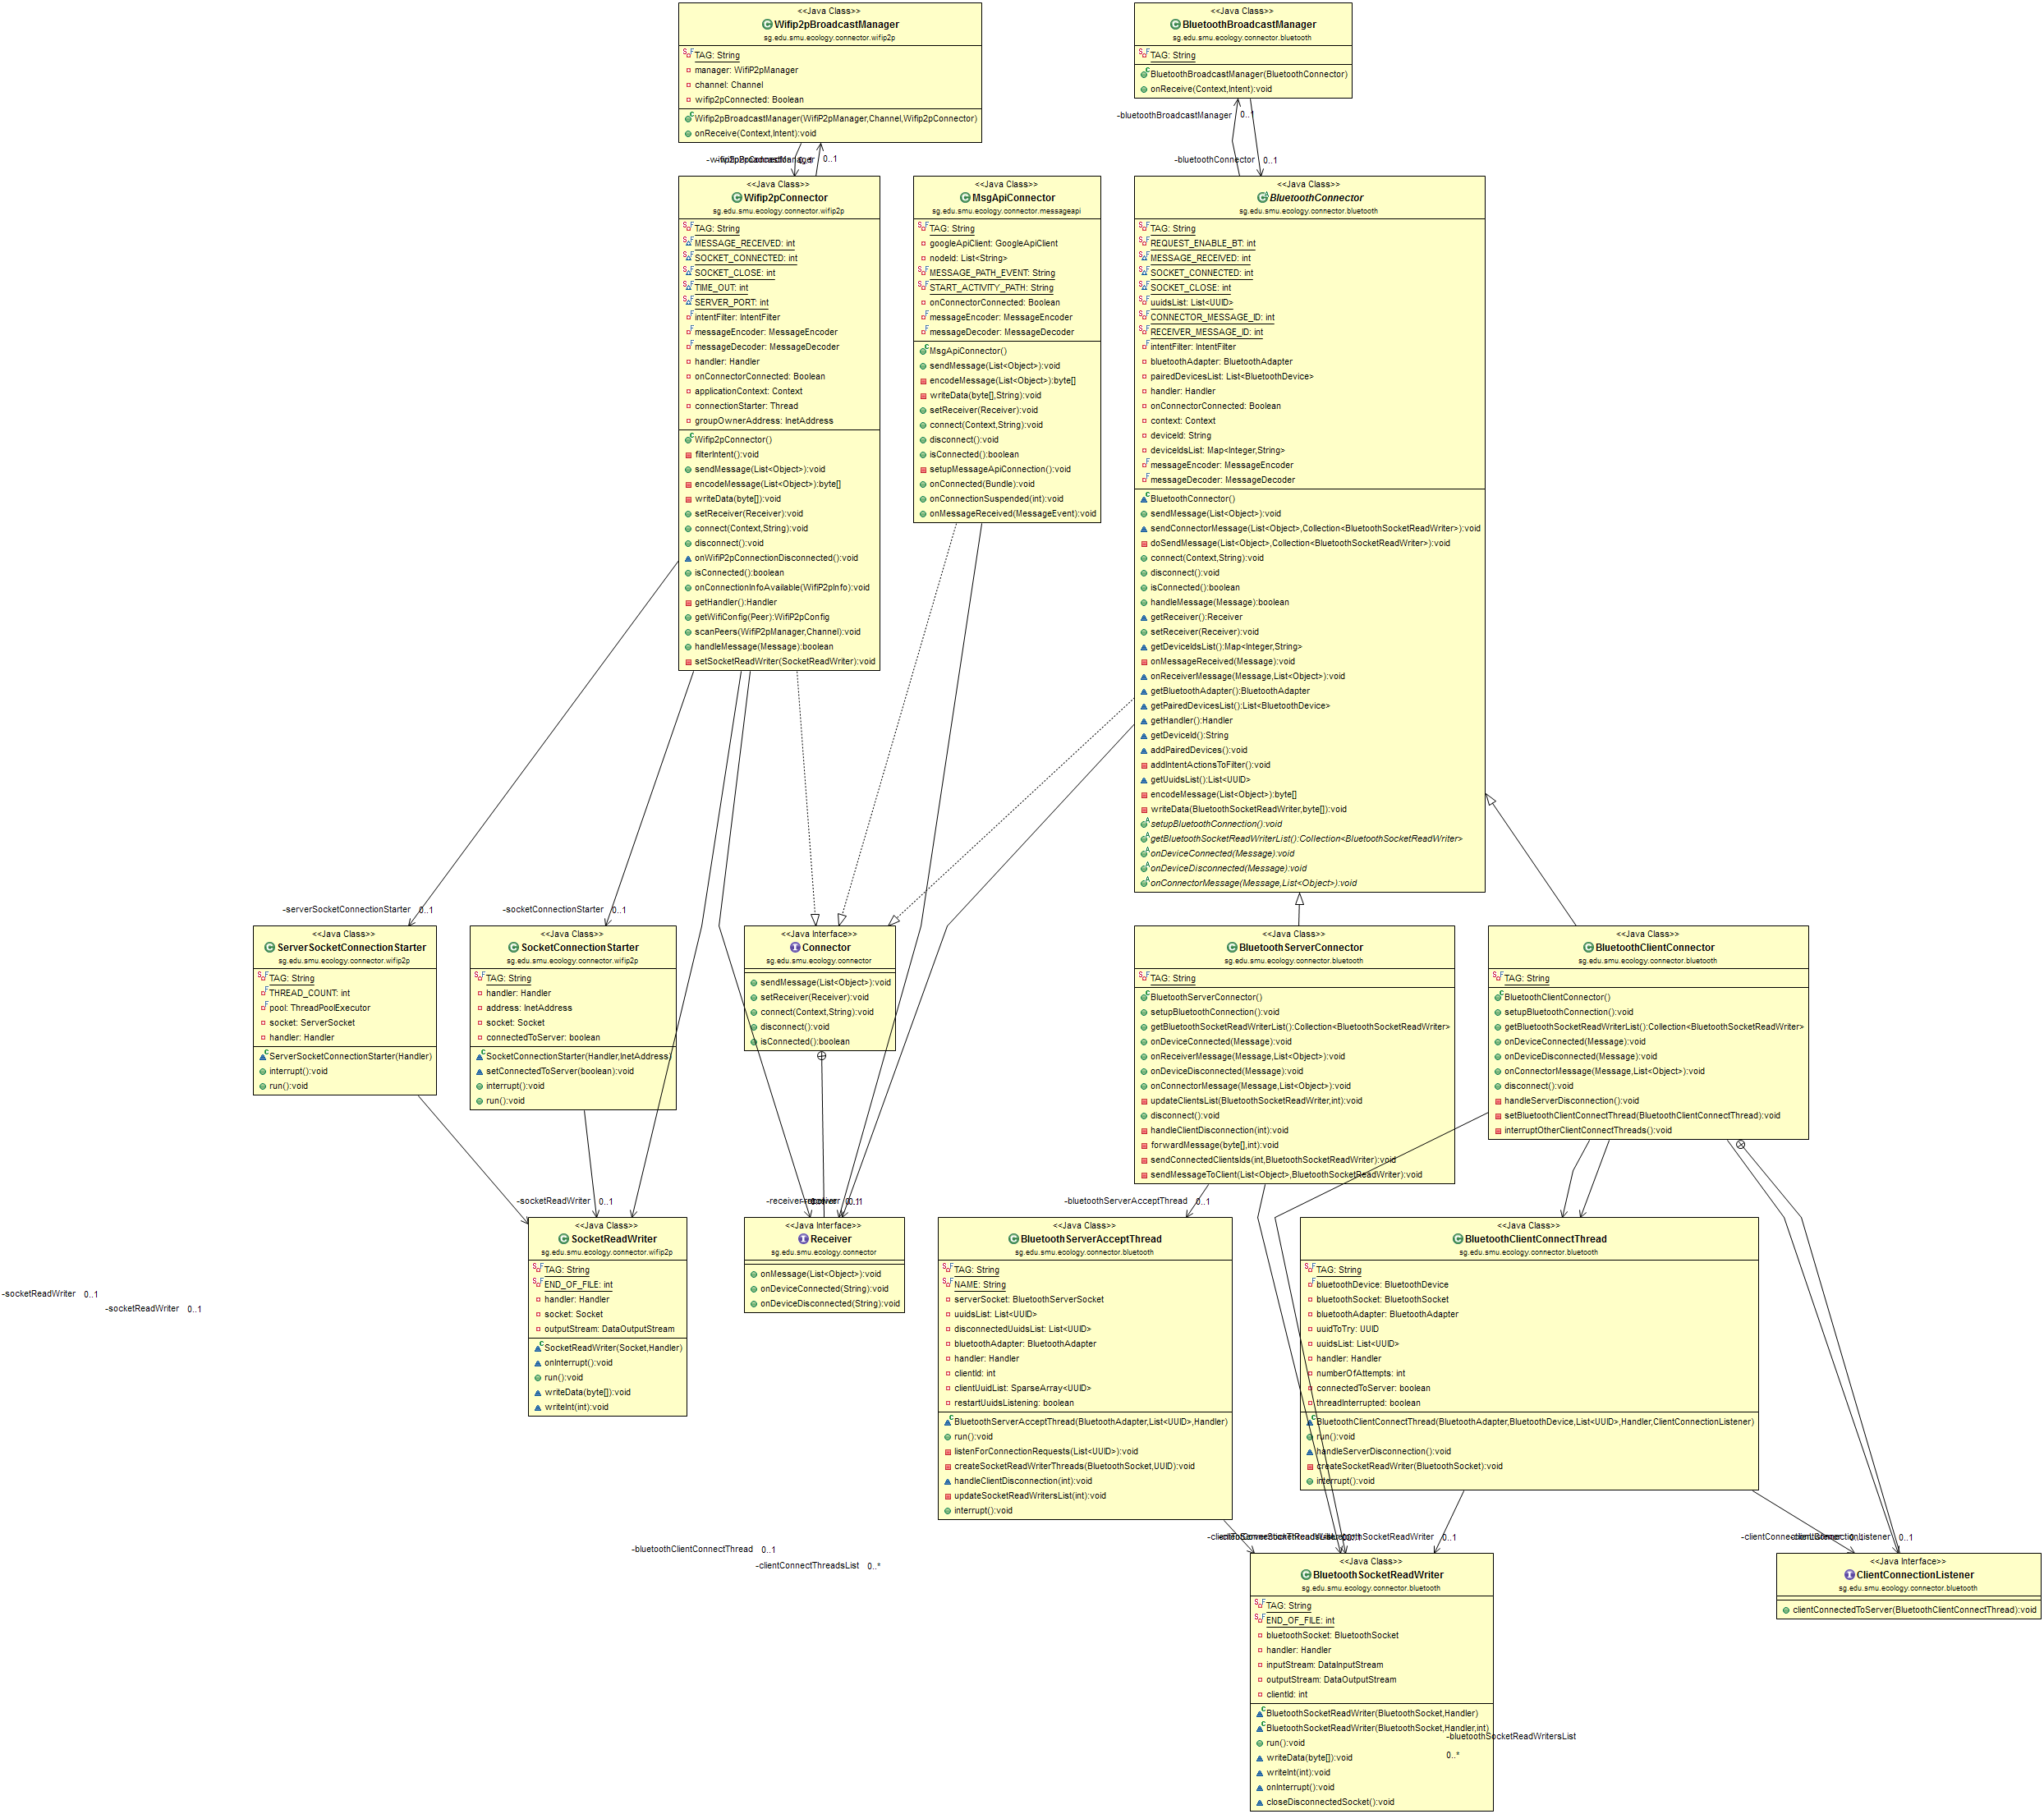 <<Java Class>>
Wifip2pBroadcastManager
sg.edu.smu.ecology.connector.wifip2p
TAG: String
manager: WifiP2pManager
channel: Channel
wifip2pConnected: Boolean
Wifip2pBroadcastManager(WifiP2pManager,Channel,Wifip2pConnector)
onReceive(Context,Intent):void
<<Java Class>>
BluetoothBroadcastManager
sg.edu.smu.ecology.connector.bluetooth
TAG: String
BluetoothBroadcastManager(BluetoothConnector)
onReceive(Context,Intent):void
-bluetoothBroadcastManager 0..1
-bluetoothConnector 0..1
0..1
<<Java Class>>
Wifip2pConnector
sg.edu.smu.ecology.connector.wifip2p
TAG: String
MESSAGE_RECEIVED: int
SOCKET_CONNECTED: int
SOCKET_CLOSE: int
TIME_OUT: int
SERVER_PORT: int
intentFilter: IntentFilter
messageEncoder: MessageEncoder
messageDecoder: MessageDecoder
handler: Handler
onConnectorConnected: Boolean
applicationContext: Context
connectionStarter: Thread
groupOwnerAddress: InetAddress
Wifip2pConnector()
filterIntent():void
sendMessage(List<Object>):void
encodeMessage(List<Object>):byte[]
writeData(byte[]):void
setReceiver(Receiver):void
connect(Context,String):void
disconnect():void
onWifiP2pConnectionDisconnected():void
isConnected():boolean
onConnectionInfoAvailable(WifiP2pInfo):void
getHandler():Handler
getWifiConfig(Peer):WifiP2pConfig
scanPeers(WifiP2pManager,Channel):void
handleMessage(Message):boolean
setSocketReadWriter(SocketReadWriter):void
<<Java Class>>
MsgApiConnector
sg.edu.smu.ecology.connector.messageapi
TAG: String
googleApiClient: GoogleApiClient
nodeId: List<String>
MESSAGE_PATH_EVENT: String
START_ACTIVITY_PATH: String
onConnectorConnected: Boolean
messageEncoder: MessageEncoder
messageDecoder: MessageDecoder
MsgApiConnector()
sendMessage(List<Object>):void
encodeMessage(List<Object>):byte[]
writeData(byte[],String):void
setReceiver(Receiver):void
connect(Context,String):void
disconnect():void
isConnected():boolean
setupMessageApiConnection():void
onConnected(Bundle):void
onConnectionSuspended(int):void
onMessageReceived(MessageEvent):void
<<Java Class>>
BluetoothConnector
sg.edu.smu.ecology.connector.bluetooth
TAG: String
REQUEST_ENABLE_BT: int
MESSAGE_RECEIVED: int
SOCKET_CONNECTED: int
SOCKET_CLOSE: int
uuidsList: List<UUID>
CONNECTOR_MESSAGE_ID: int
RECEIVER_MESSAGE_ID: int
intentFilter: IntentFilter
bluetoothAdapter: BluetoothAdapter
pairedDevicesList: List<BluetoothDevice>
handler: Handler
onConnectorConnected: Boolean
context: Context
deviceId: String
deviceIdsList: Map<Integer,String>
messageEncoder: MessageEncoder
messageDecoder: MessageDecoder
BluetoothConnector()
sendMessage(List<Object>):void
sendConnectorMessage(List<Object>,Collection<BluetoothSocketReadWriter>):void
doSendMessage(List<Object>,Collection<BluetoothSocketReadWriter>):void
connect(Context,String):void
disconnect():void
isConnected():boolean
handleMessage(Message):boolean
getReceiver():Receiver
setReceiver(Receiver):void
getDeviceIdsList():Map<Integer,String>
onMessageReceived(Message):void
onReceiverMessage(Message,List<Object>):void
getBluetoothAdapter():BluetoothAdapter
getPairedDevicesList():List<BluetoothDevice>
getHandler():Handler
getDeviceId():String
addPairedDevices():void
addIntentActionsToFilter():void
getUuidsList():List<UUID>
encodeMessage(List<Object>):byte[]
writeData(BluetoothSocketReadWriter,byte[]):void
setupBluetoothConnection():void
getBluetoothSocketReadWriterList():Collection<BluetoothSocketReadWriter>
onDeviceConnected(Message):void
onDeviceDisconnected(Message):void
onConnectorMessage(Message,List<Object>):void
-serverSocketConnectionStarter 0..1
-socketConnectionStarter 0..1
<<Java Class>>
ServerSocketConnectionStarter
sg.edu.smu.ecology.connector.wifip2p
TAG: String
THREAD_COUNT: int
pool: ThreadPoolExecutor
socket: ServerSocket
handler: Handler
ServerSocketConnectionStarter(Handler)
interrupt():void
run():void
<<Java Class>>
SocketConnectionStarter
sg.edu.smu.ecology.connector.wifip2p
TAG: String
handler: Handler
address: InetAddress
socket: Socket
connectedToServer: boolean
SocketConnectionStarter(Handler,InetAddress)
setConnectedToServer(boolean):void
interrupt():void
run():void
<<Java Interface>>
Connector
sg.edu.smu.ecology.connector
sendMessage(List<Object>):void
setReceiver(Receiver):void
connect(Context,String):void
disconnect():void
isConnected():boolean
<<Java Class>>
BluetoothServerConnector
sg.edu.smu.ecology.connector.bluetooth
TAG: String
BluetoothServerConnector()
setupBluetoothConnection():void
getBluetoothSocketReadWriterList():Collection<BluetoothSocketReadWriter>
onDeviceConnected(Message):void
onReceiverMessage(Message,List<Object>):void
onDeviceDisconnected(Message):void
onConnectorMessage(Message,List<Object>):void
updateClientsList(BluetoothSocketReadWriter,int):void
disconnect():void
handleClientDisconnection(int):void
forwardMessage(byte[],int):void
sendConnectedClientsIds(int,BluetoothSocketReadWriter):void
sendMessageToClient(List<Object>,BluetoothSocketReadWriter):void
<<Java Class>>
BluetoothClientConnector
sg.edu.smu.ecology.connector.bluetooth
TAG: String
BluetoothClientConnector()
setupBluetoothConnection():void
getBluetoothSocketReadWriterList():Collection<BluetoothSocketReadWriter>
onDeviceConnected(Message):void
onDeviceDisconnected(Message):void
onConnectorMessage(Message,List<Object>):void
disconnect():void
handleServerDisconnection():void
setBluetoothClientConnectThread(BluetoothClientConnectThread):void
interruptOtherClientConnectThreads():void
-socketReadWriter 0..1
-receiver
-bluetoothServerAcceptThread 0..1
<<Java Class>>
SocketReadWriter
sg.edu.smu.ecology.connector.wifip2p
TAG: String
END_OF_FILE: int
handler: Handler
socket: Socket
outputStream: DataOutputStream
SocketReadWriter(Socket,Handler)
onInterrupt():void
run():void
writeData(byte[]):void
writeInt(int):void
<<Java Interface>>
Receiver
sg.edu.smu.ecology.connector
onMessage(List<Object>):void
onDeviceConnected(String):void
onDeviceDisconnected(String):void
<<Java Class>>
BluetoothServerAcceptThread
sg.edu.smu.ecology.connector.bluetooth
TAG: String
NAME: String
serverSocket: BluetoothServerSocket
uuidsList: List<UUID>
disconnectedUuidsList: List<UUID>
bluetoothAdapter: BluetoothAdapter
handler: Handler
clientId: int
clientUuidList: SparseArray<UUID>
restartUuidsListening: boolean
BluetoothServerAcceptThread(BluetoothAdapter,List<UUID>,Handler)
run():void
listenForConnectionRequests(List<UUID>):void
createSocketReadWriterThreads(BluetoothSocket,UUID):void
handleClientDisconnection(int):void
updateSocketReadWritersList(int):void
interrupt():void
<<Java Class>>
BluetoothClientConnectThread
sg.edu.smu.ecology.connector.bluetooth
TAG: String
bluetoothDevice: BluetoothDevice
bluetoothSocket: BluetoothSocket
bluetoothAdapter: BluetoothAdapter
uuidToTry: UUID
uuidsList: List<UUID>
handler: Handler
numberOfAttempts: int
connectedToServer: boolean
threadInterrupted: boolean
BluetoothClientConnectThread(BluetoothAdapter,BluetoothDevice,List<UUID>,Handler,ClientConnectionListener)
run():void
handleServerDisconnection():void
createSocketReadWriter(BluetoothSocket):void
interrupt():void
-socketReadWriter 0..1
-socketReadWriter 0..1
-bluetoothClientConnectThread 0..1
-clientConnectThreadsList 0..*
0..1
-clientConnectionListener 0..1
<<Java Class>>
BluetoothSocketReadWriter
sg.edu.smu.ecology.connector.bluetooth
TAG: String
END_OF_FILE: int
bluetoothSocket: BluetoothSocket
handler: Handler
inputStream: DataInputStream
outputStream: DataOutputStream
clientId: int
BluetoothSocketReadWriter(BluetoothSocket,Handler)
BluetoothSocketReadWriter(BluetoothSocket,Handler,int)
run():void
writeData(byte[]):void
writeInt(int):void
onInterrupt():void
closeDisconnectedSocket():void
-bluetoothSocketReadWritersList
0..*
<<Java Interface>>
ClientConnectionListener
sg.edu.smu.ecology.connector.bluetooth
clientConnectedToServer(BluetoothClientConnectThread):void